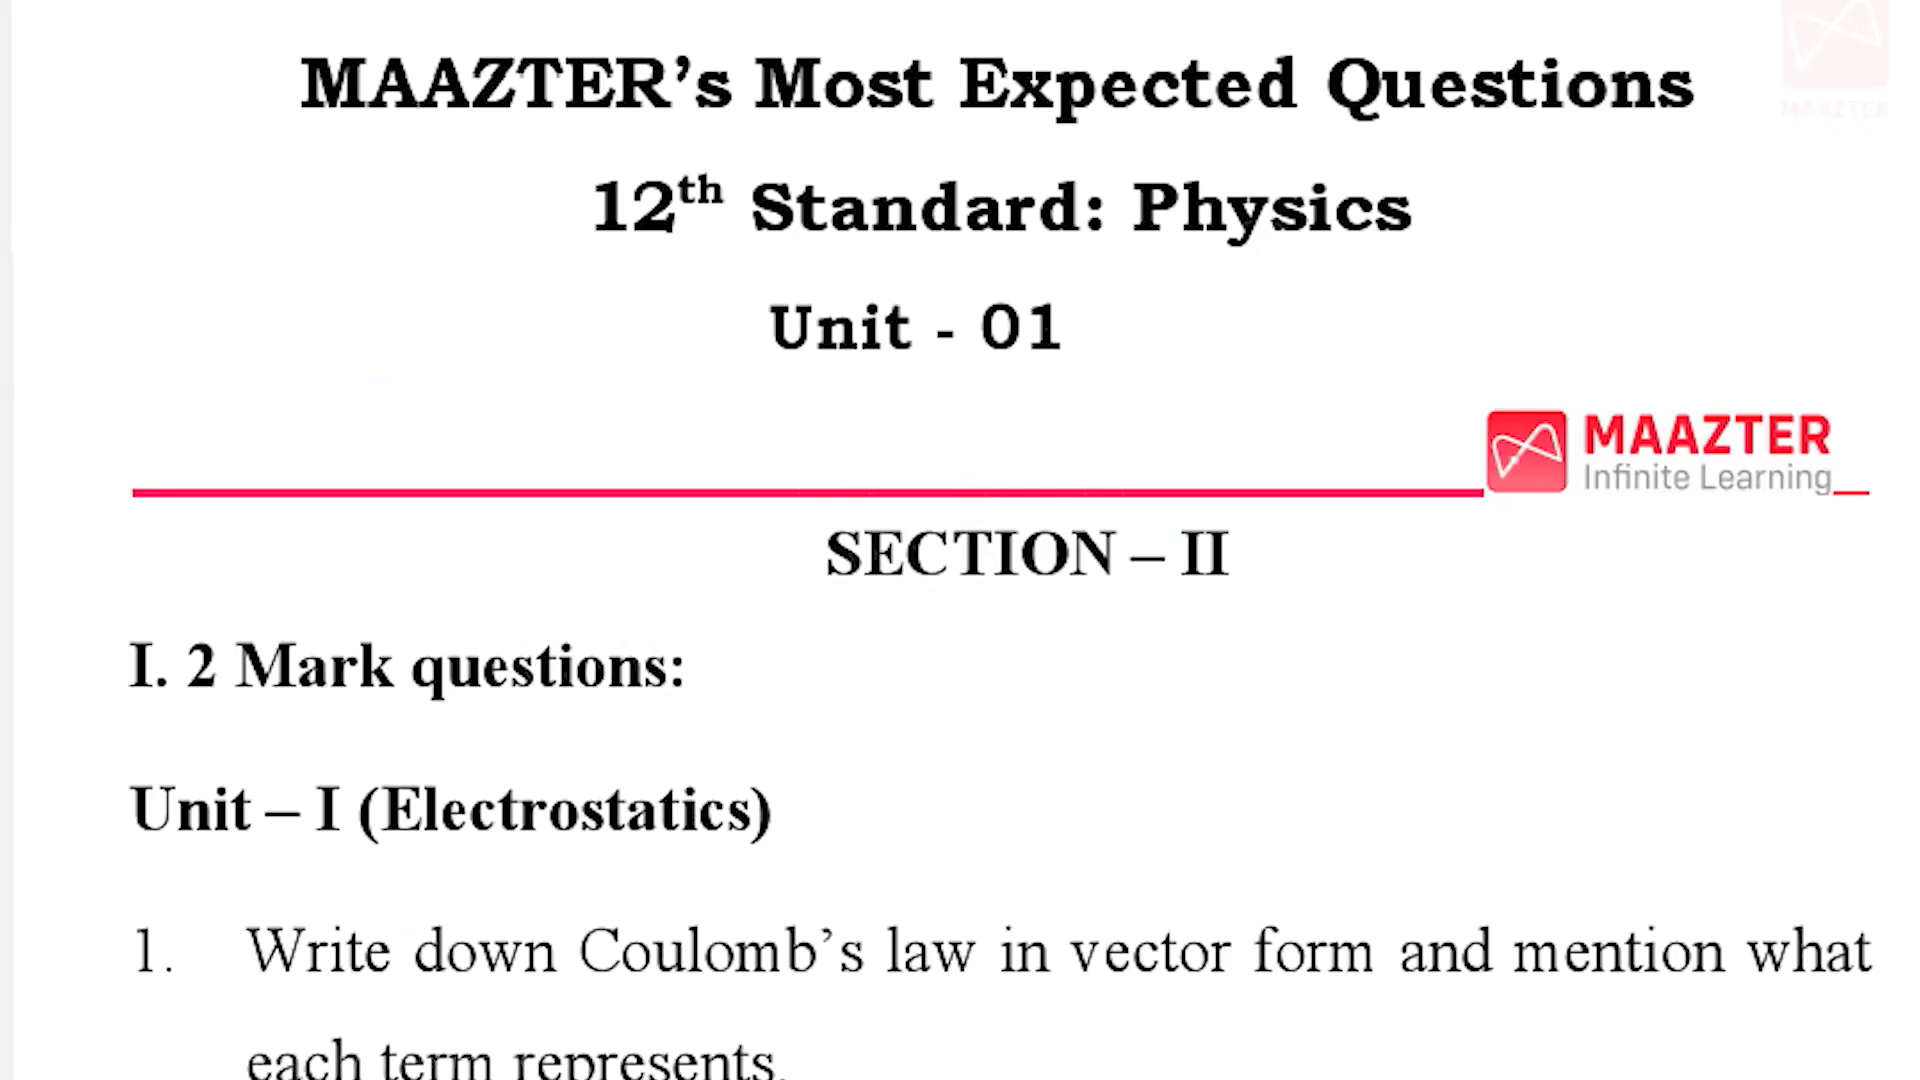 MAAZTER
MAAZTER’s Most Expected Questions
12th Standard: Physics
Unit - 01
MAAZTER
Infinite Learning
SECTION – II
I. 2 Mark questions:
Unit – I (Electrostatics)
1. Write down Coulomb’s law in vector form and mention what
each term represents.